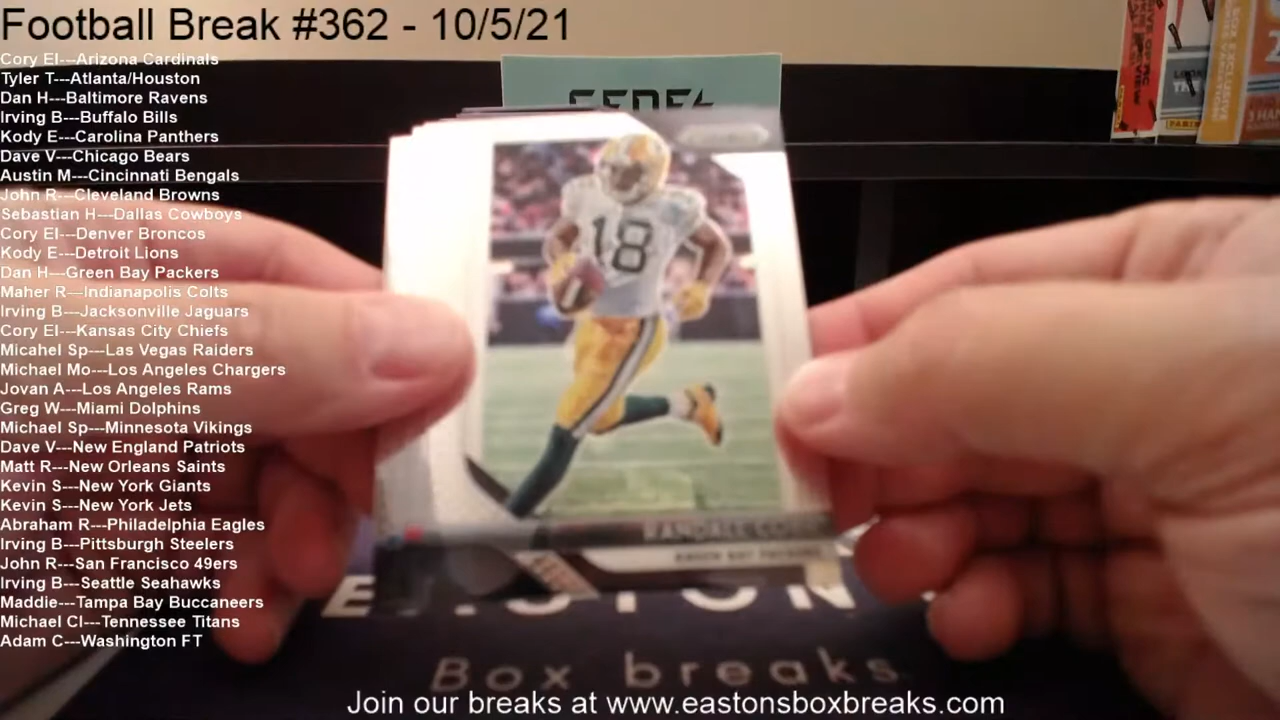 Football Break #362 - 10/5/21
Cory El---Arizona Cardinals
Tyler T---Atlanta/Houston
Dan H---Baltimore Ravens
Irving B---Buffalo Bills
Kody E---Carolina Panthers
Dave V---Chicago Bears
Austin M---Cincinnati Bengals
John R---Cleveland Browns
Sebastian H---Dallas Cowboys
Cory El---Denver Broncos
Kody E---Detroit Lions
Dan H---Green Bay Packers
Maher R---Indianapolis Colts
Irving B---Jacksonville Jaguars
Cory El---Kansas City Chiefs
Micahel Sp---Las Vegas Raiders
Michael Mo---Los Angeles Chargers
Jovan A---Los Angeles Rams
Greg W---Miami Dolphins
Michael Sp---Minnesota Vikings
Dave V---New England Patriots
Matt R---New Orleans Saints
Kevin S---New York Giants
Kevin S---New York Jets
Abraham R---Philadelphia Eagles
Irving B---Pittsburgh Steelers
John R---San Francisco 49ers
Irving B---Seattle Seahawks
Maddie---Tampa Bay Buccaneers
Michael Cl---Tennessee Titans
Adam C---Washington FT
18
RANDALL
GREEN BAY PACKERS
Box breaks
Join our breaks at www.eastonsboxbreaks.com